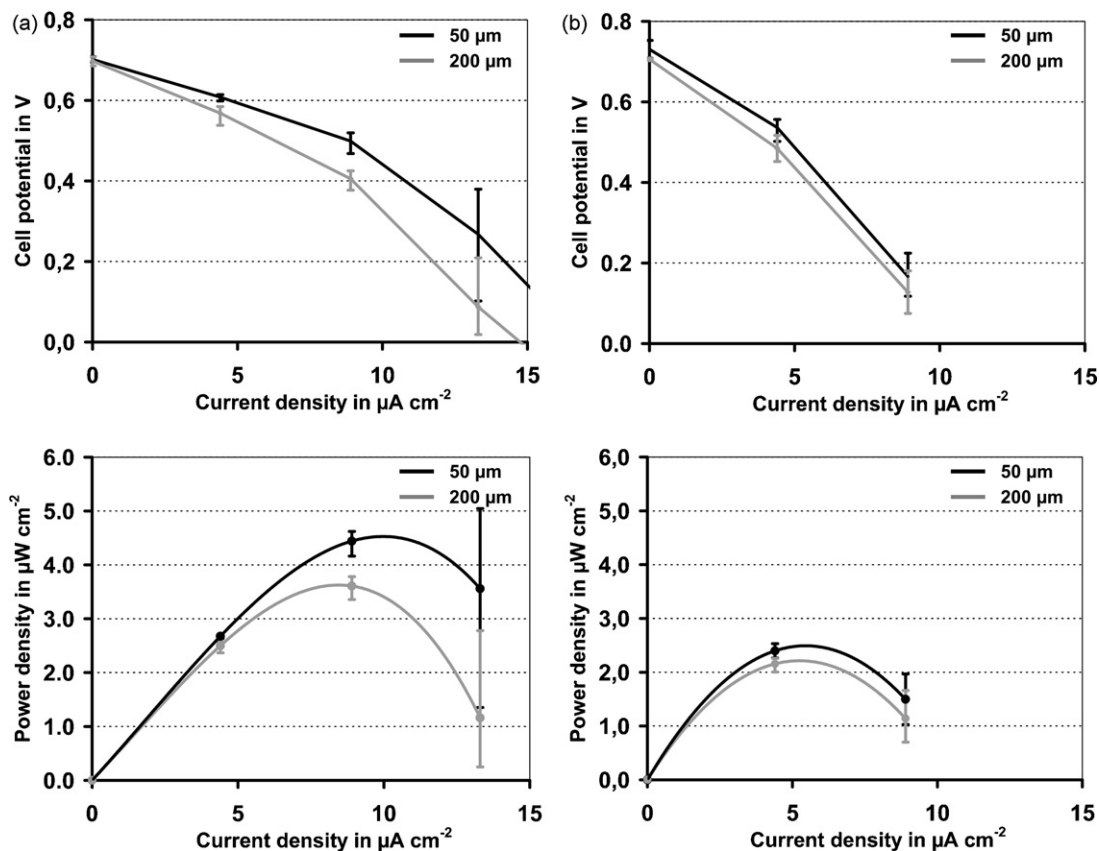 (a)
Cell potential in V
0,8
0,6
0,4
0,2
0,0
50 µm
200 µm
0 5 10 15
Current density in µA cm-2
(b)
Cell potential in V
0.8
0.6
0.4
0.2
0.0
50 µm
200 µm
0 5 10 15
Current density in µA cm-2
Power density in µW cm-2
6.0
5.0
4.0
3.0
2.0
1.0
0.0
50 µm
200 µm
0 5 10 15
Current density in µA cm-2
Power density in µW cm-2
6.0
5,0
4,0
3.0
2.0
1.0
0.0
50 µm
200 µm
0 5 10 15
Current density in µA cm-2